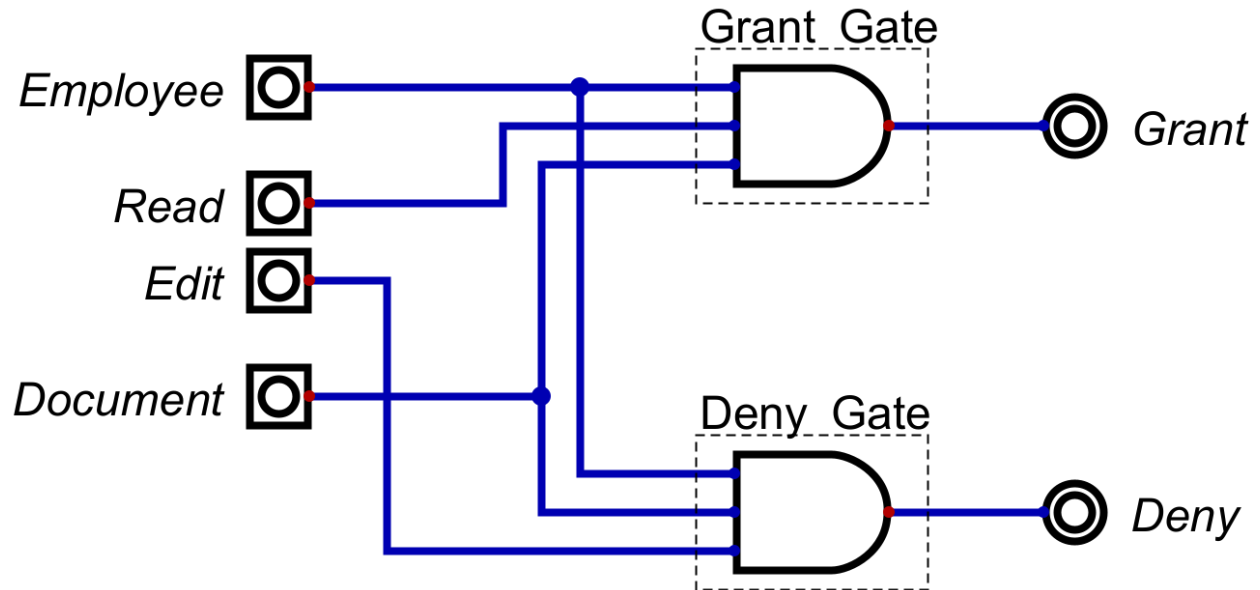 Grant Gate
Employee
Grant
Read
Edit
Document
Deny Gate
Deny